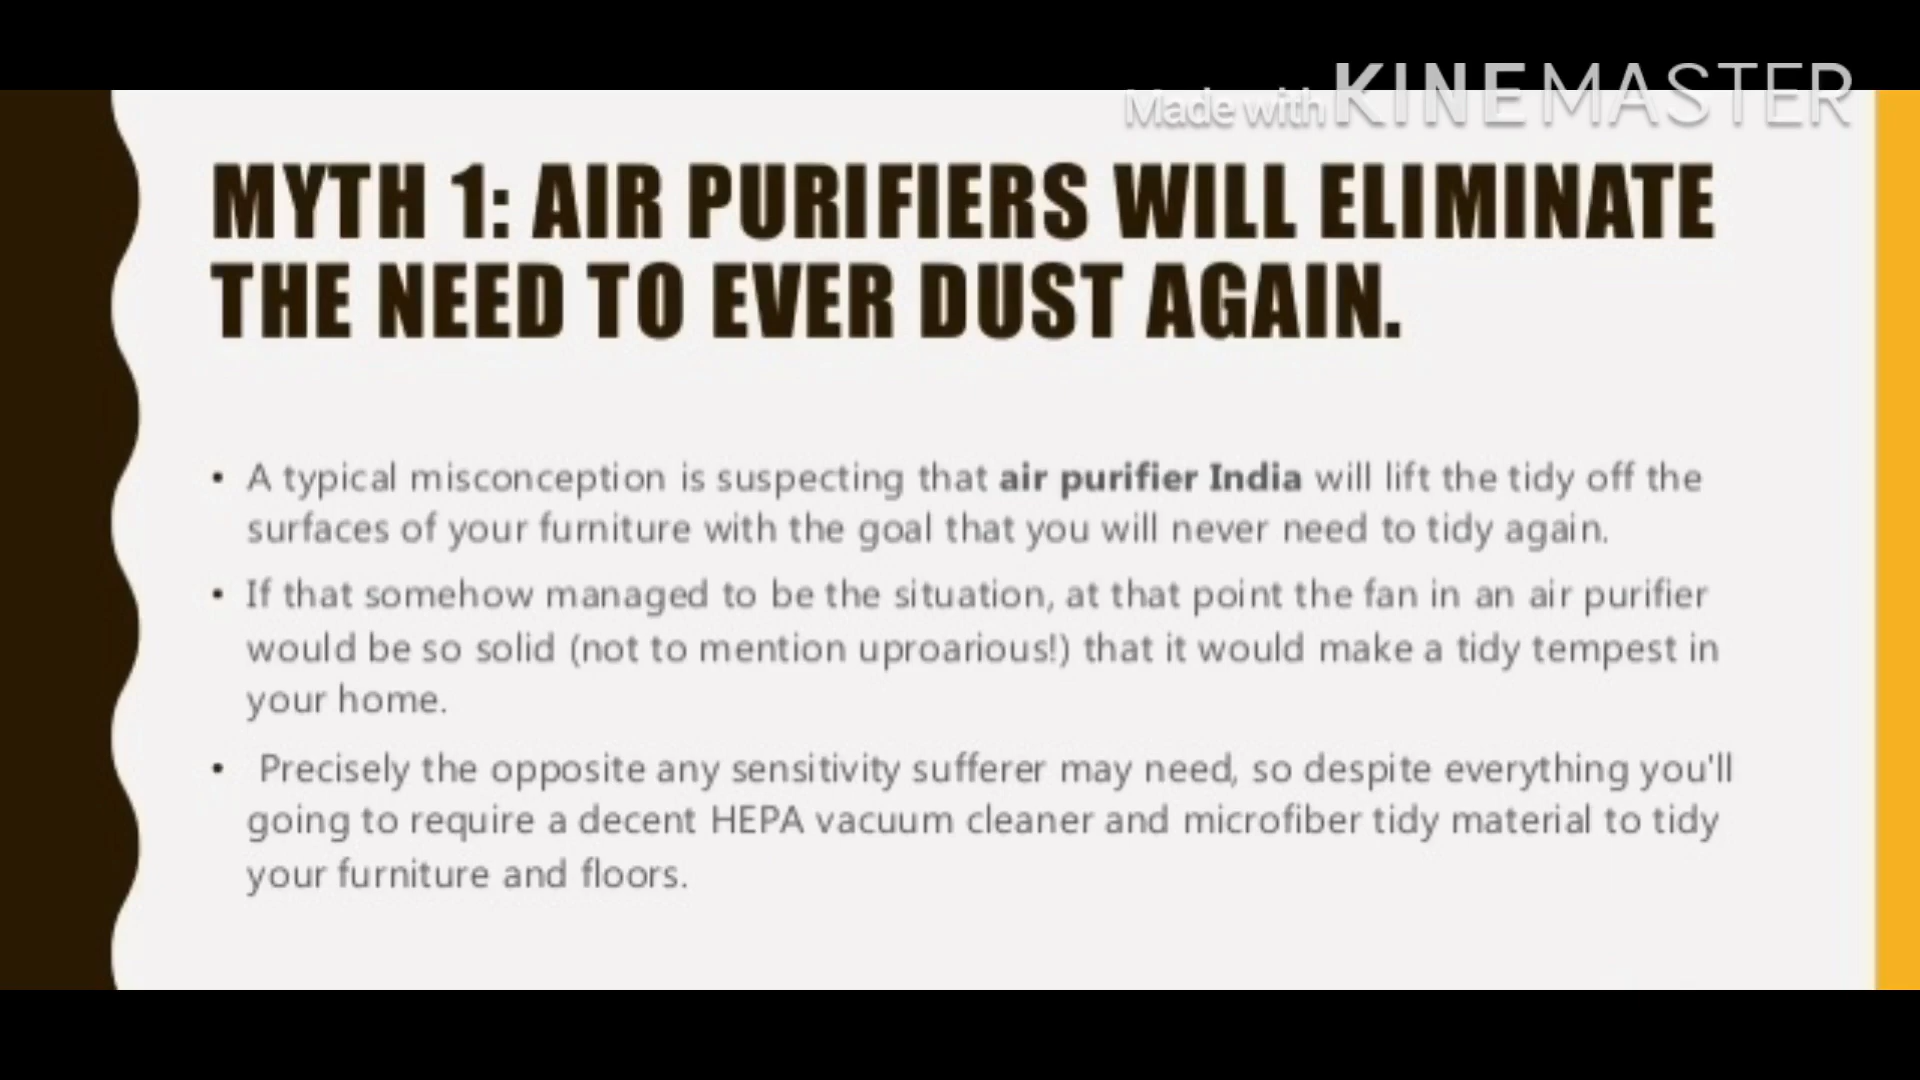 Made with KINEMASTER
MYTH 1: AIR PURIFIERS WILL ELIMINATE
THE NEED TO EVER DUST AGAIN.
• A typical misconception is suspecting that air purifier India will lift the tidy off the
surfaces of your furniture with the goal that you will never need to tidy again.
• If that somehow managed to be the situation, at that point the fan in an air purifier
would be so solid (not to mention uproarious!) that it would make a tidy tempest in
your home.
• Precisely the opposite any sensitivity sufferer may need, so despite everything you'll
going to require a decent HEPA vacuum cleaner and microfiber tidy material to tidy
your furniture and floors.